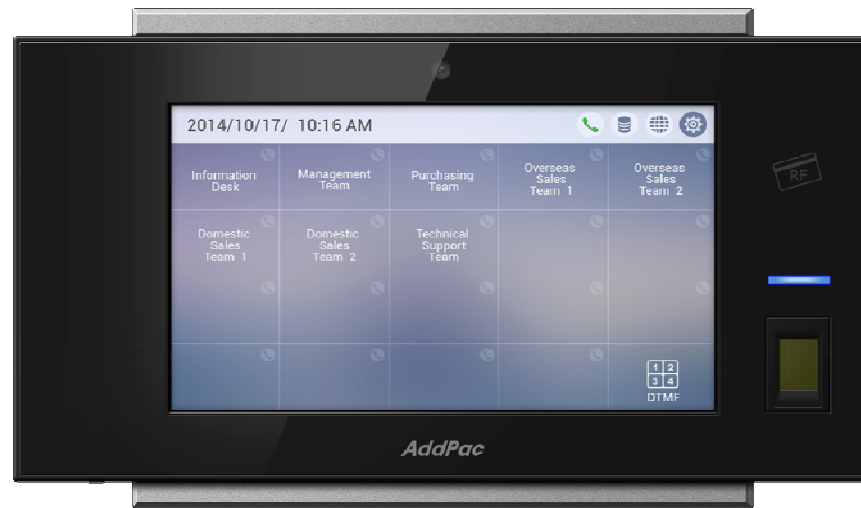 2014/10/17/ 10:16 AM
Information
Desk
Management
Team
Purchasing
Team
Overseas
Sales
Team 1
Overseas
Sales
Team 2
Domestic
Sales
Team 1
Domestic
Sales
Team 2
Technical
Support
Team
1 2
3 4
DTMF
RF
AddPac